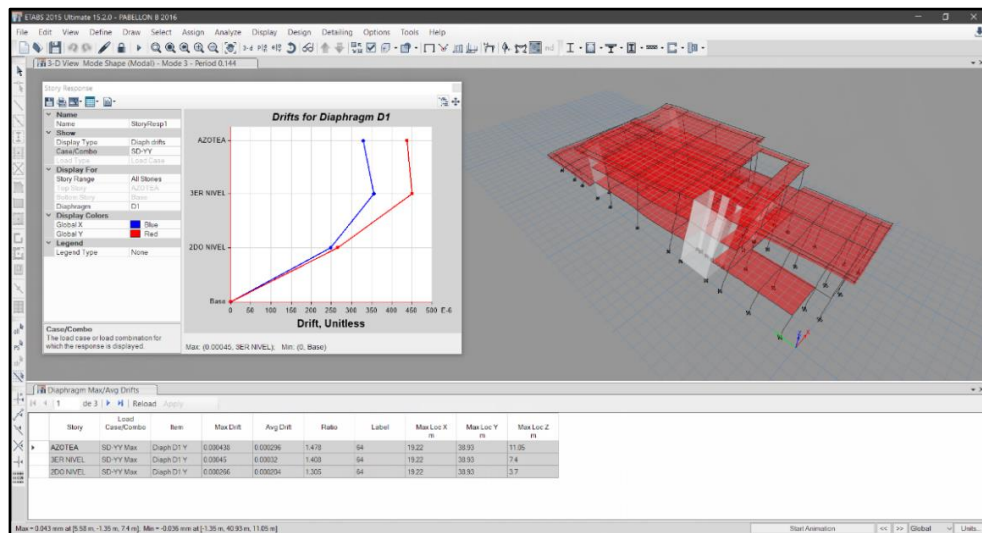 ETABS 2015 Ultimate 15.2.0 - PABELLON B 2016
File Edit View Define Draw Select Assign Analyze Display Design Detailing Options Tools Help
3-D View Mode Shape (Modal) - Mode 3 - Period 0.144
Story Response
Name
Name StoryResp1
Show
Display Type Diaph drifts
Case/Combo SD-YY
Load Type Load Case
Display For
Story Range All Stories
Top Story AZOTEA
Bottom Story Base
Diaphragm D1
Display Colors
Global X Blue
Global Y Red
Legend
Legend Type None
Case/Combo
The load case or load combination for
which the response is displayed.
Drifts for Diaphragm D1
AZOTEA
3ER NIVEL
2DO NIVEL
Base
0 50 100 150 200 250 300 350 400 450 500 E-6
Drift, Unitless
Max: (0.00045, 3ER NIVEL); Min: (0, Base)
Diaphragm Max/Avg Drifts
1 de 3 Reload Apply
Story Load Case/Combo Item Max Drift Avg Drift Ratio Label Max Loc X m Max Loc Y m Max Loc Z m
AZOTEA SD-YY Max Diaph D1 Y 0.000438 0.000296 1.478 64 19.22 38.93 11.05
3ER NIVEL SD-YY Max Diaph D1 Y 0.00045 0.00032 1.408 64 19.22 38.93 7.4
2DO NIVEL SD-YY Max Diaph D1 Y 0.000266 0.000204 1.305 64 19.22 38.93 3.7
Max = 0.043 mm at [5.58 m, -1.35 m, 7.4 m]; Min = -0.036 mm at [-1.35 m, 40.93 m, 11.05 m]
Start Animation << >> Global Units...